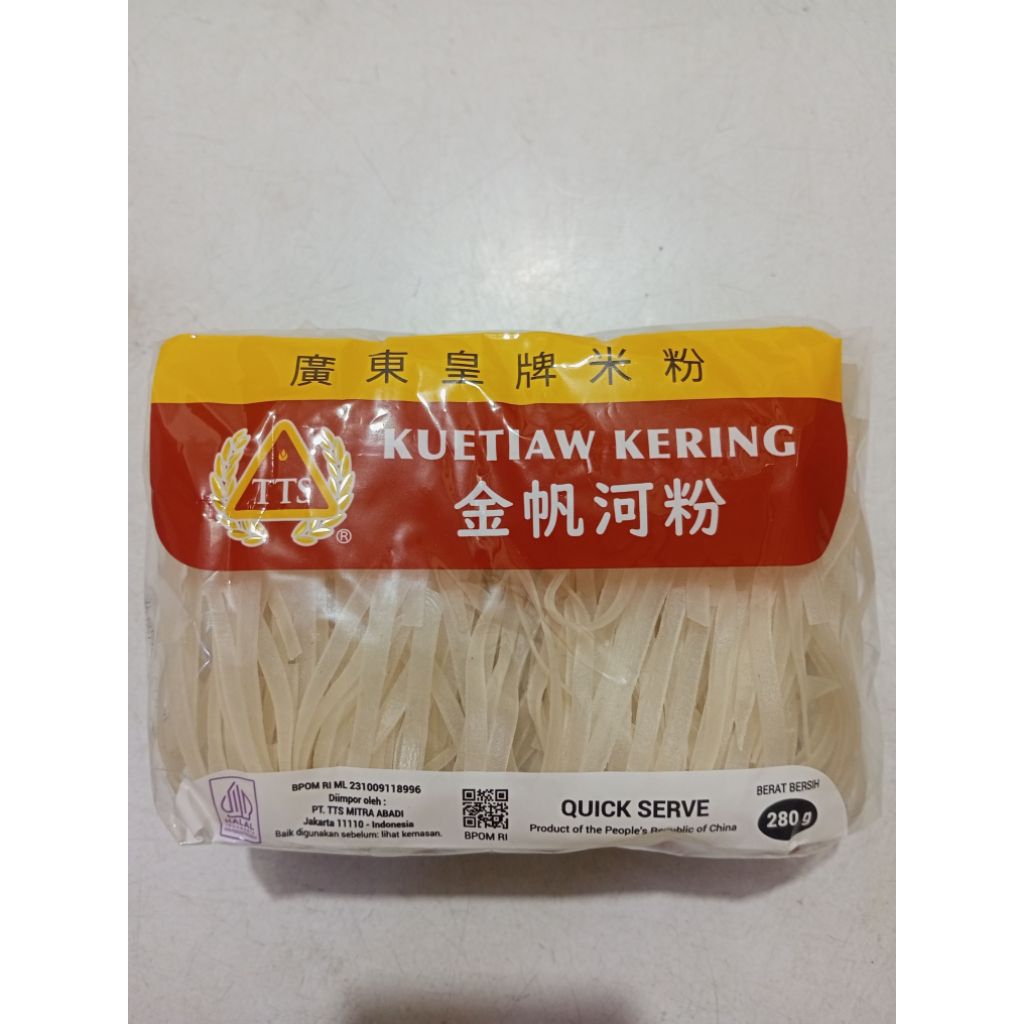 廣東皇牌米粉
TTS
®
KUETIAW KERING
金帆河粉
HALAL
BPOM RI ML 231009118996
Diimpor oleh :
PT. TTS MITRA ABADI
Jakarta 11110 - Indonesia
Baik digunakan sebelum: lihat kemasan.
BPOM RI
QUICK SERVE
Product of the People's Republic of China
BERAT BERSIH
280 g